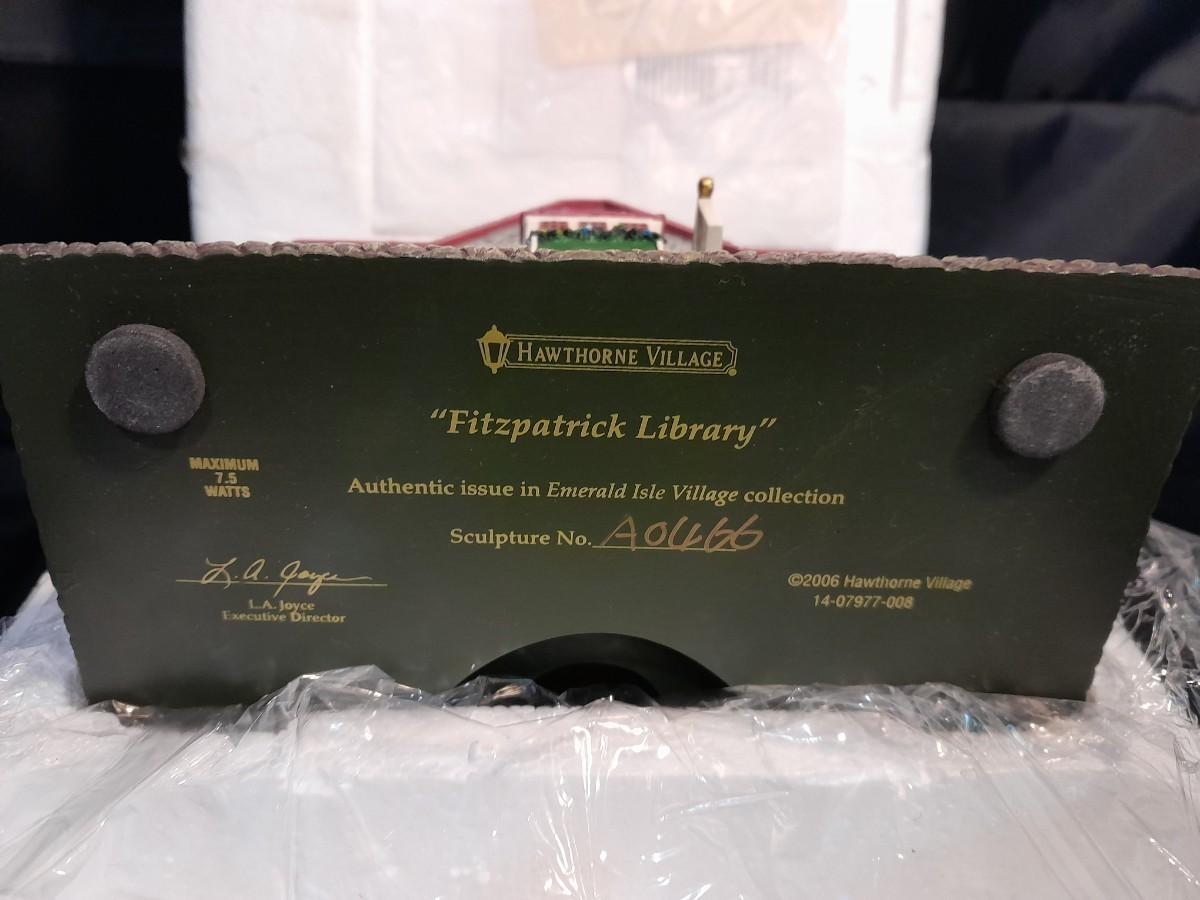 HAWTHORNE VILLAGE
"Fitzpatrick Library"
MAXIMUM
7.5
WATTS
Authentic issue in Emerald Isle Village collection
Sculpture No. A0466
L. A. Joyce
L.A. Joyce
Executive Director
©2006 Hawthorne Village
14-07977-008